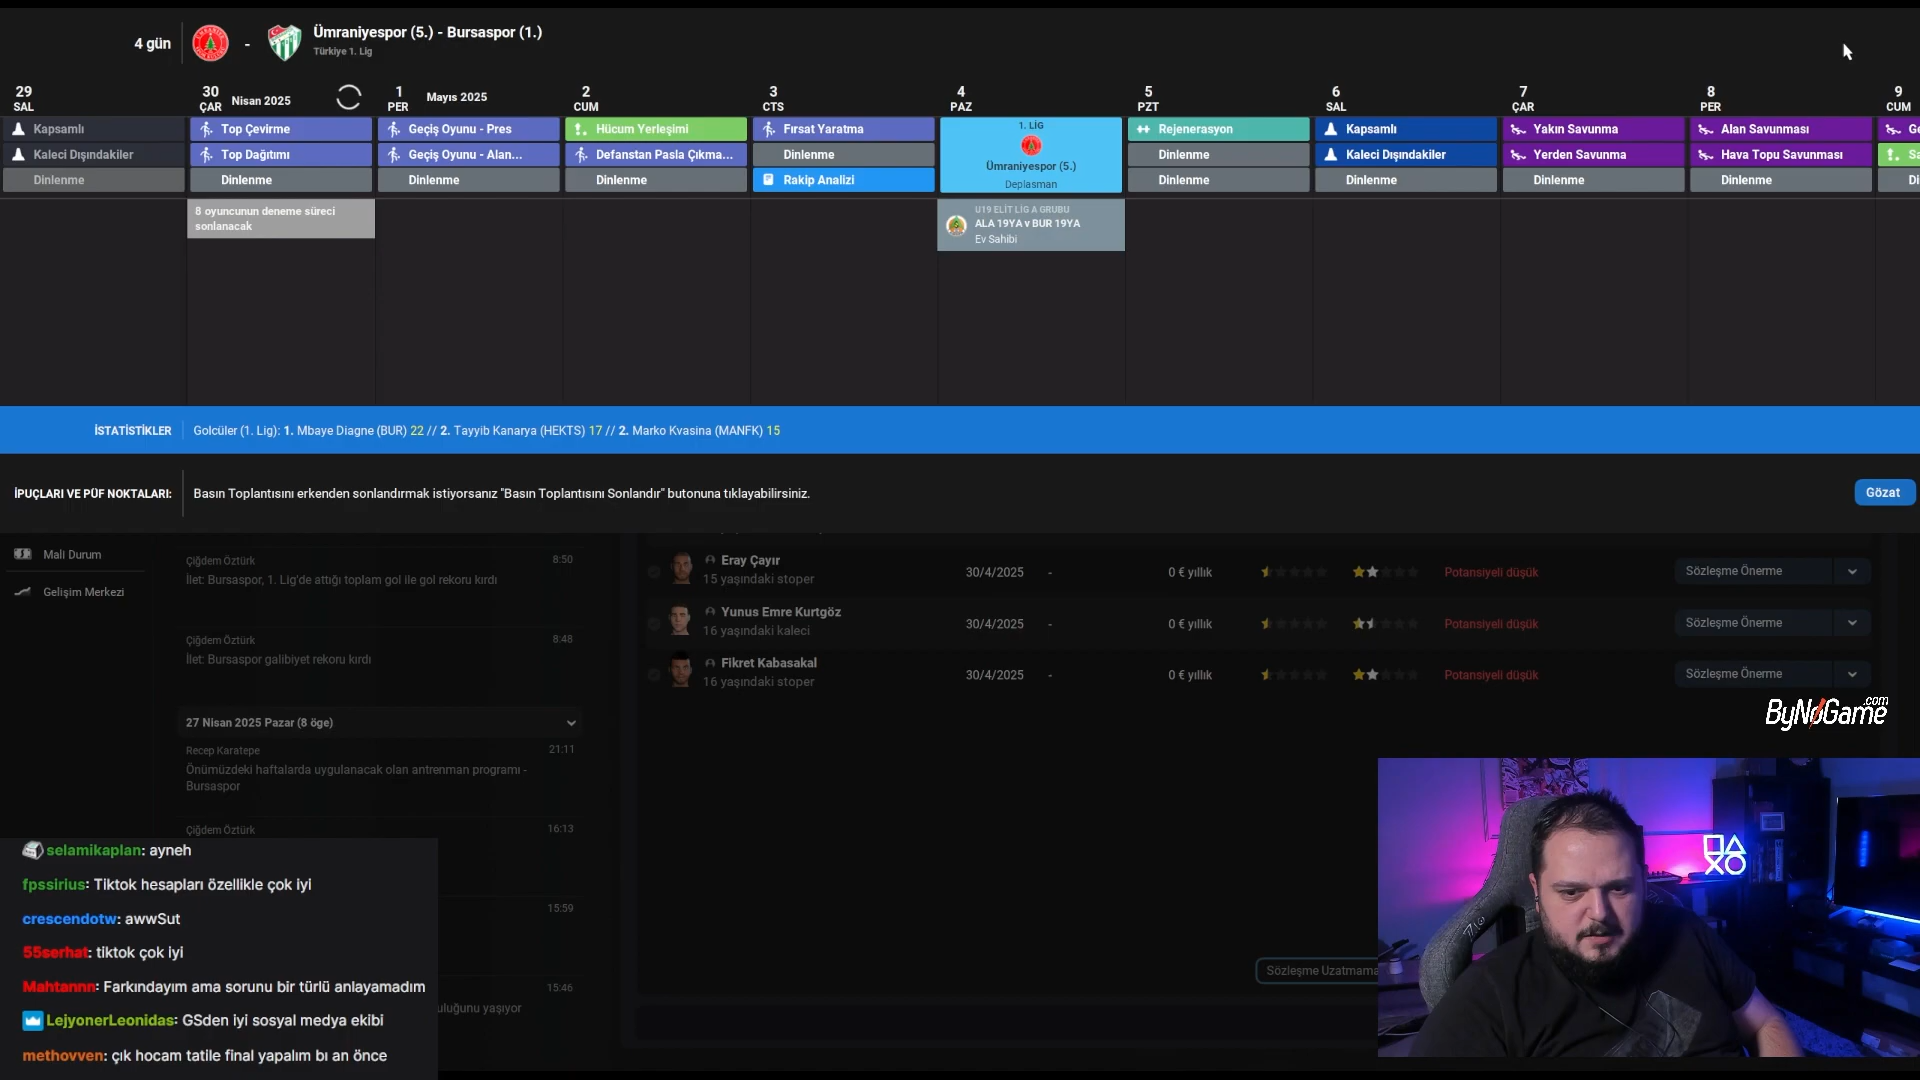 4 gün
-
Ümraniyespor (5.) - Bursaspor (1.)
Türkiye 1. Lig
29
SAL
30
ÇAR
Nisan 2025
1
PER
Mayıs 2025
2
CUM
3
CTS
4
PAZ
5
PZT
6
SAL
7
ÇAR
8
PER
9
CUM
Kapsamlı
Kaleci Dışındakiler
Dinlenme
Top Çevirme
Top Dağıtımı
Dinlenme
Geçiş Oyunu - Pres
Geçiş Oyunu - Alan...
Dinlenme
Hücum Yerleşimi
Defanstan Pasla Çıkma...
Dinlenme
Fırsat Yaratma
Dinlenme
Rakip Analizi
1. LİG
Ümraniyespor (5.)
Deplasman
Rejenerasyon
Dinlenme
Dinlenme
Kapsamlı
Kaleci Dışındakiler
Dinlenme
Yakın Savunma
Yerden Savunma
Dinlenme
Alan Savunması
Hava Topu Savunması
Dinlenme
8 oyuncunun deneme süreci
sonlanacak
U19 ELİT LİG A GRUBU
ALA 19YA v BUR 19YA
Ev Sahibi
İSTATİSTİKLER
Golcüler (1. Lig): 1. Mbaye Diagne (BUR) 22 // 2. Tayyib Kanarya (HEKTS) 17 // 2. Marko Kvasina (MANFK) 15
İPUÇLARI VE PÜF NOKTALARI:
Basın Toplantısını erkenden sonlandırmak istiyorsanız "Basın Toplantısını Sonlandır" butonuna tıklayabilirsiniz.
Gözat
Mali Durum
Gelişim Merkezi
Çiğdem Öztürk 8:50
İlet: Bursaspor, 1. Lig'de attığı toplam gol ile gol rekoru kırdı
Çiğdem Öztürk 8:48
İlet: Bursaspor galibiyet rekoru kırdı
27 Nisan 2025 Pazar (8 öge)
Recep Karatepe 21:11
Önümüzdeki haftalarda uygulanacak olan antrenman programı -
Bursaspor
Çiğdem Öztürk 16:13
15:59
15:46
uluğunu yaşıyor
Eray Çayır
15 yaşındaki stoper
30/4/2025 - 0 € yıllık Potansiyeli düşük Sözleşme Önerme
Yunus Emre Kurtgöz
16 yaşındaki kaleci
30/4/2025 - 0 € yıllık Potansiyeli düşük Sözleşme Önerme
Fikret Kabasakal
16 yaşındaki stoper
30/4/2025 - 0 € yıllık Potansiyeli düşük Sözleşme Önerme
Sözleşme Uzatmama
ByNoGame.com
selamikaplan: ayneh
fpssirius: Tiktok hesapları özellikle çok iyi
crescendotw: awwSut
55serhat: tiktok çok iyi
Mahtannn: Farkındayım ama sorunu bir türlü anlayamadım
LejyonerLeonidas: GSden iyi sosyal medya ekibi
methovven: çık hocam tatile final yapalım bı an önce